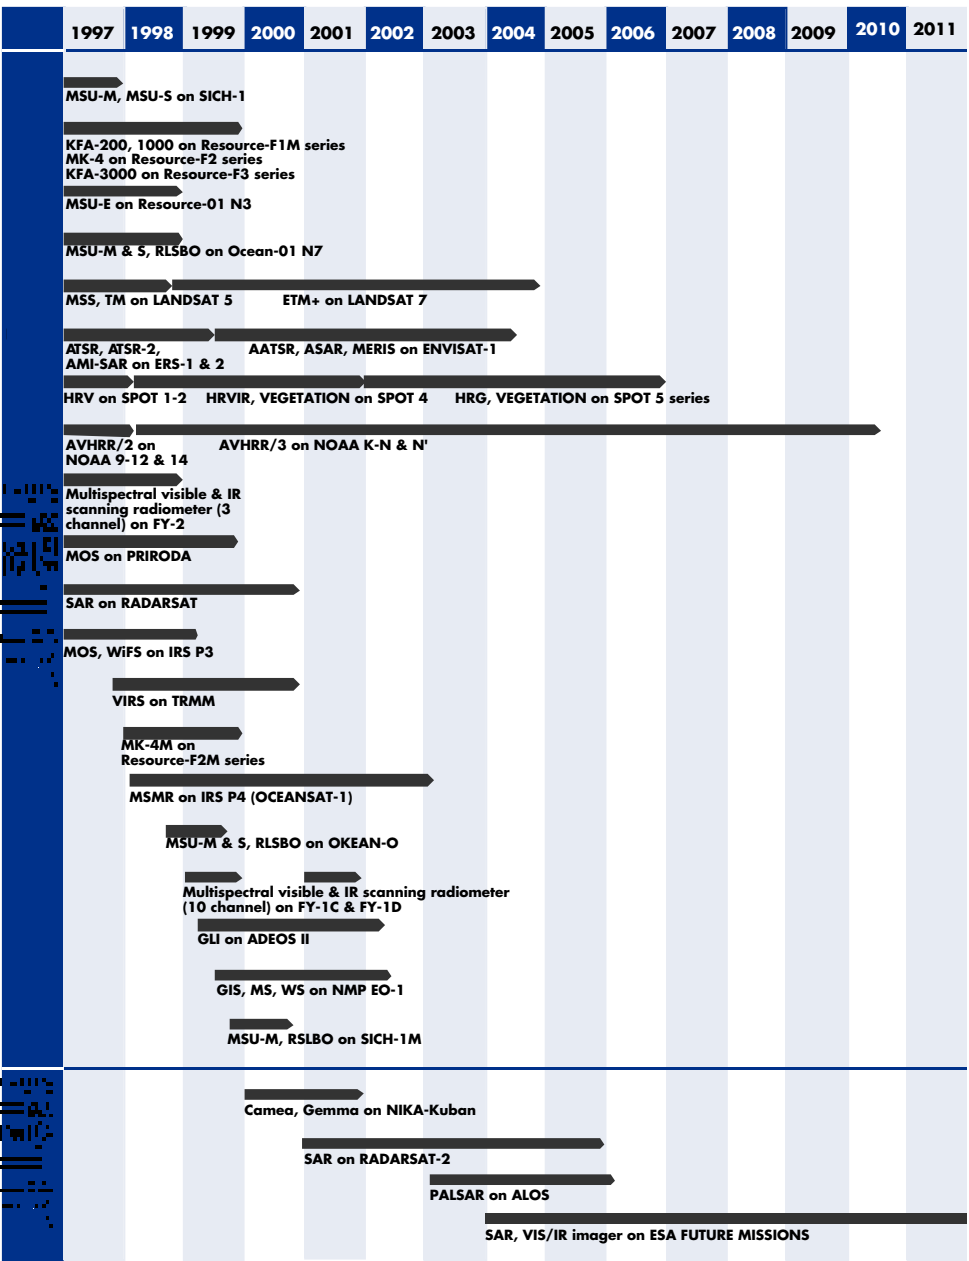 1997 1998 1999 2000 2001 2002 2003 2004 2005 2006 2007 2008 2009 2010 2011
MSU-M, MSU-S on SICH-1
KFA-200, 1000 on Resource-F1M series
MK-4 on Resource-F2 series
KFA-3000 on Resource-F3 series
MSU-E on Resource-01 N3
MSU-M & S, RLSBO on Ocean-01 N7
MSS, TM on LANDSAT 5 ETM+ on LANDSAT 7
ATSR, ATSR-2, AATSR, ASAR, MERIS on ENVISAT-1
AMI-SAR on ERS-1 & 2
HRV on SPOT 1-2 HRVIR, VEGETATION on SPOT 4 HRG, VEGETATION on SPOT 5 series
AVHRR/2 on AVHRR/3 on NOAA K-N & N'
NOAA 9-12 & 14
Multispectral visible & IR
scanning radiometer (3
channel) on FY-2
MOS on PRIRODA
SAR on RADARSAT
MOS, WiFS on IRS P3
VIRS on TRMM
MK-4M on
Resource-F2M series
MSMR on IRS P4 (OCEANSAT-1)
MSU-M & S, RLSBO on OKEAN-O
Multispectral visible & IR scanning radiometer
(10 channel) on FY-1C & FY-1D
GLI on ADEOS II
GIS, MS, WS on NMP EO-1
MSU-M, RSLBO on SICH-1M
Camea, Gemma on NIKA-Kuban
SAR on RADARSAT-2
PALSAR on ALOS
SAR, VIS/IR imager on ESA FUTURE MISSIONS